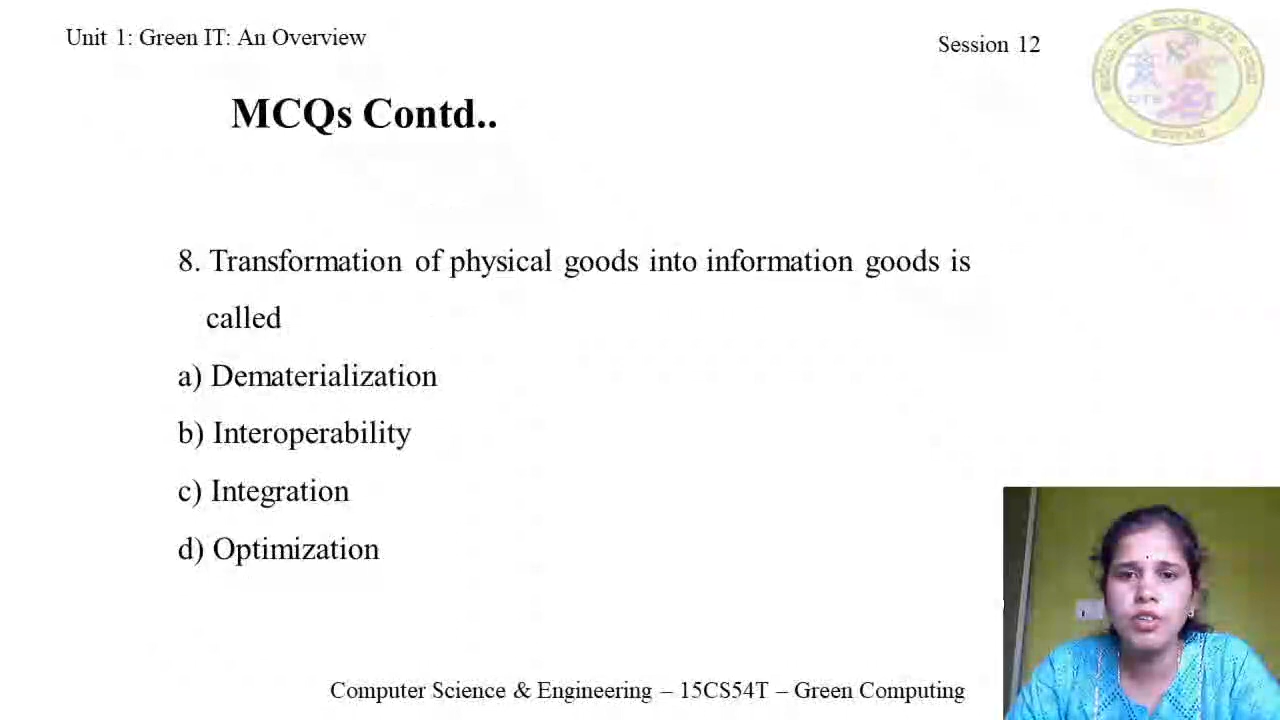 Unit 1: Green IT: An Overview
Session 12
MCQs Contd..
8. Transformation of physical goods into information goods is
called
a) Dematerialization
b) Interoperability
c) Integration
d) Optimization
Computer Science & Engineering – 15CS54T – Green Computing